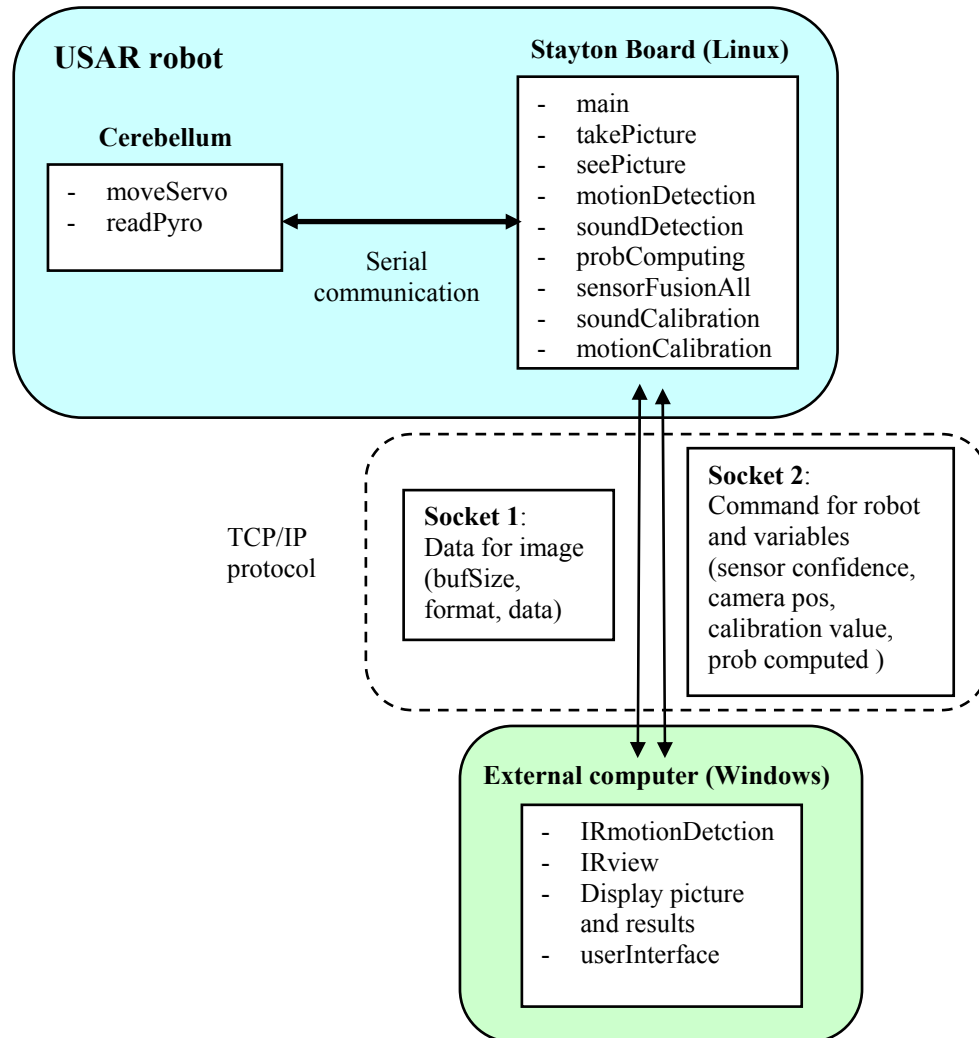 USAR robot
Stayton Board (Linux)
- main
- takePicture
- seePicture
- motionDetection
- soundDetection
- probComputing
- sensorFusionAll
- soundCalibration
- motionCalibration
Cerebellum
- moveServo
- readPyro
Serial
communication
TCP/IP
protocol
Socket 1:
Data for image
(bufSize,
format, data)
Socket 2:
Command for robot
and variables
(sensor confidence,
camera pos,
calibration value,
prob computed )
External computer (Windows)
- IRmotionDetction
- IRview
- Display picture
and results
- userInterface